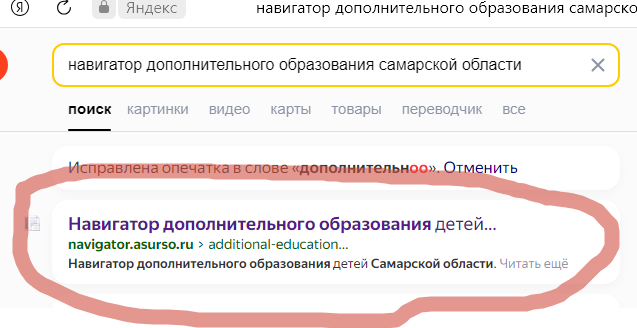 Я Яндекс навигатор дополнительного образования самарско
навигатор дополнительного образования самарской области
поиск картинки видео карты товары переводчик все
Исправлена опечатка в слове «дополнительноо». Отменить
Навигатор дополнительного образования детей...
navigator.asurso.ru > additional-education...
Навигатор дополнительного образования детей Самарской области. Читать ещё